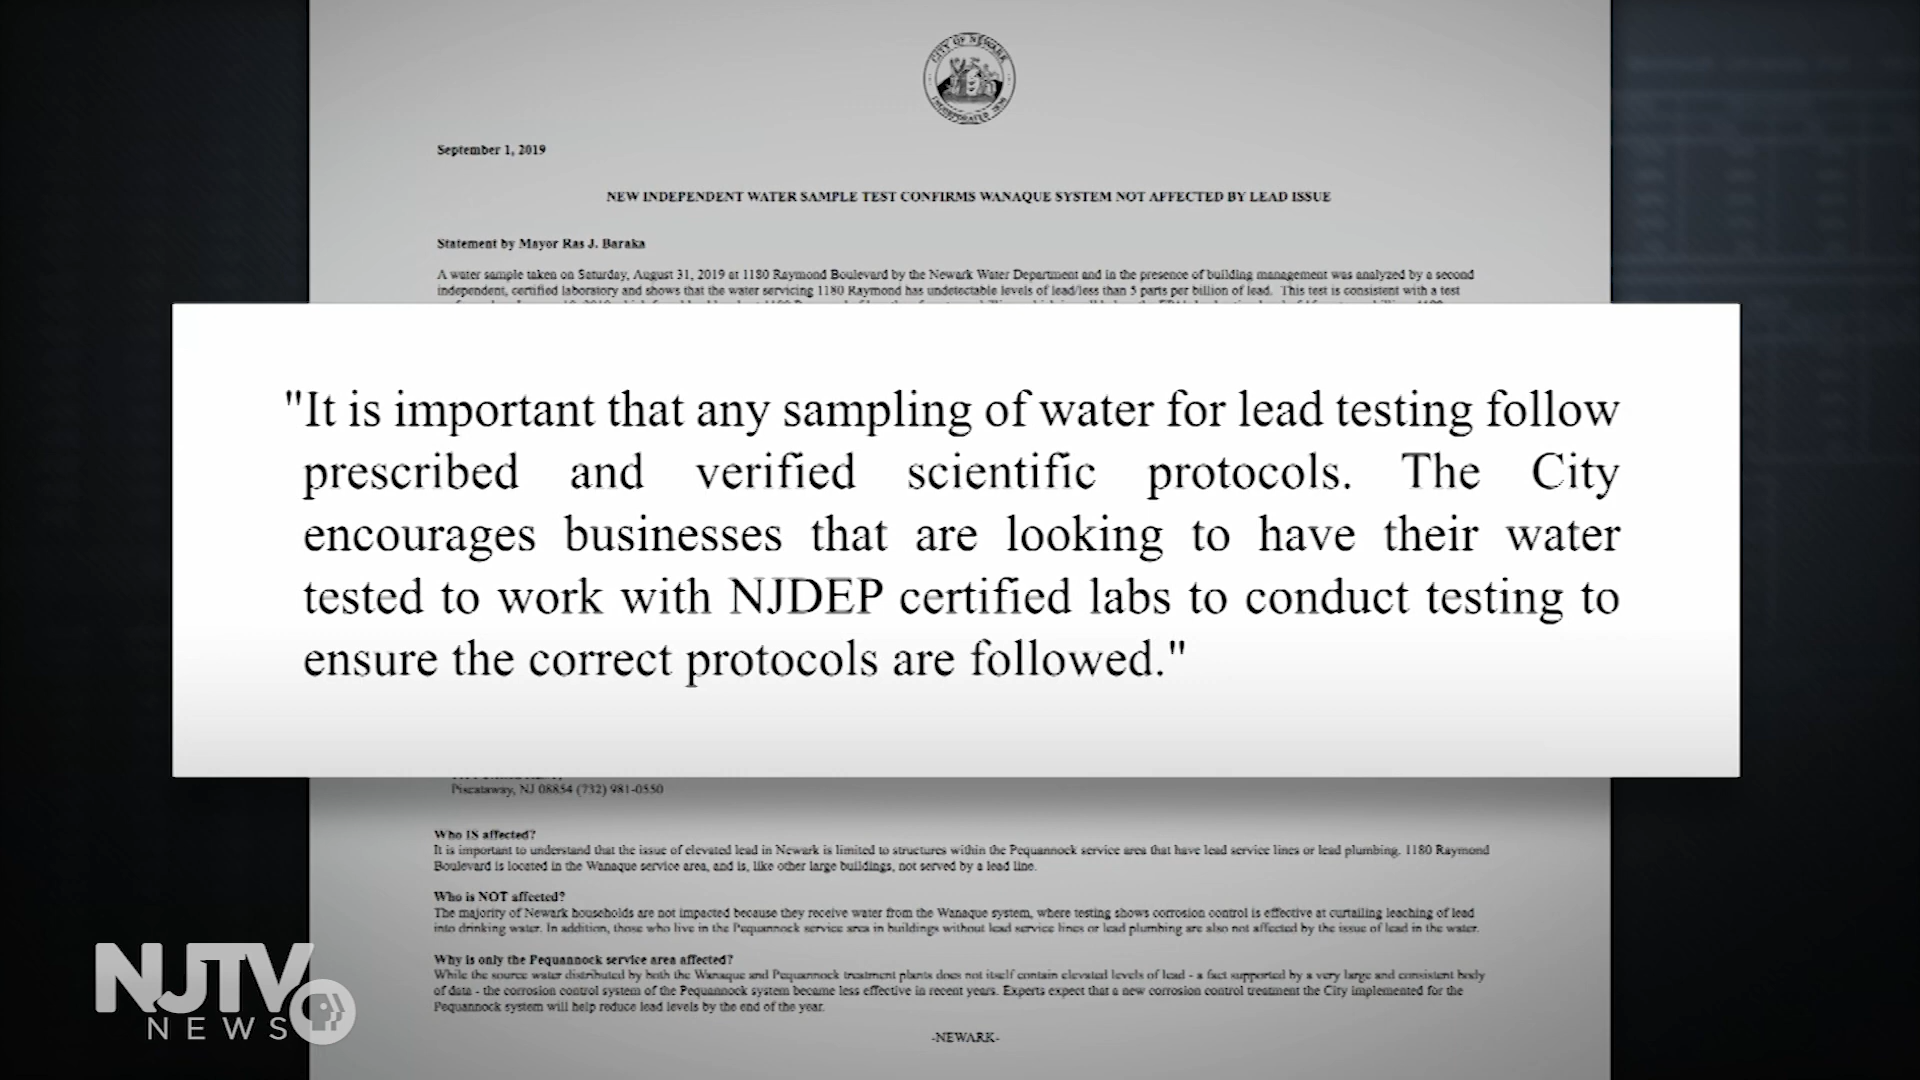 CITY OF NEWARK
INCORPORATED 1836
September 1, 2019
NEW INDEPENDENT WATER SAMPLE TEST CONFIRMS WANAQUE SYSTEM NOT AFFECTED BY LEAD ISSUE
Statement by Mayor Ras J. Baraka
A water sample taken on Saturday, August 31, 2019 at 1180 Raymond Boulevard by the Newark Water Department and in the presence of building management was analyzed by a second
independent, certified laboratory and shows that the water servicing 1180 Raymond has undetectable levels of lead/less than 5 parts per billion of lead. This test is consistent with a test
"It is important that any sampling of water for lead testing follow
prescribed and verified scientific protocols. The City
encourages businesses that are looking to have their water
tested to work with NJDEP certified labs to conduct testing to
ensure the correct protocols are followed."
Piscataway, NJ 08854 (732) 981-0550
Who IS affected?
It is important to understand that the issue of elevated lead in Newark is limited to structures within the Pequannock service area that have lead service lines or lead plumbing. 1180 Raymond
Boulevard is located in the Wanaque service area, and is, like other large buildings, not served by a lead line.
Who is NOT affected?
The majority of Newark households are not impacted because they receive water from the Wanaque system, where testing shows corrosion control is effective at curtailing leaching of lead
into drinking water. In addition, those who live in the Pequannock service area in buildings without lead service lines or lead plumbing are also not affected by the issue of lead in the water.
Why is only the Pequannock service area affected?
While the source water distributed by both the Wanaque and Pequannock treatment plants does not itself contain elevated levels of lead - a fact supported by a very large and consistent body
of data - the corrosion control system of the Pequannock system became less effective in recent years. Experts expect that a new corrosion control treatment the City implemented for the
Pequannock system will help reduce lead levels by the end of the year.
-NEWARK-
NJTV
NEWS